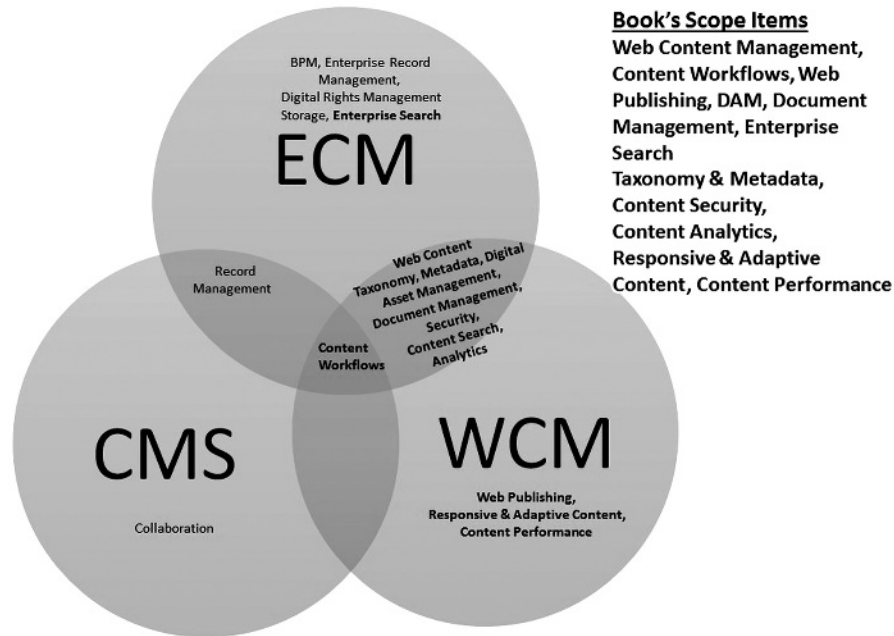 BPM, Enterprise Record
Management,
Digital Rights Management
Storage, Enterprise Search
ECM
Record
Management
Web Content
Taxonomy, Metadata, Digital
Asset Management,
Document Management,
Security,
Content Search,
Analytics
Content
Workflows
CMS
Collaboration
WCM
Web Publishing,
Responsive & Adaptive Content,
Content Performance
Book's Scope Items
Web Content Management,
Content Workflows, Web
Publishing, DAM, Document
Management, Enterprise
Search
Taxonomy & Metadata,
Content Security,
Content Analytics,
Responsive & Adaptive
Content, Content Performance